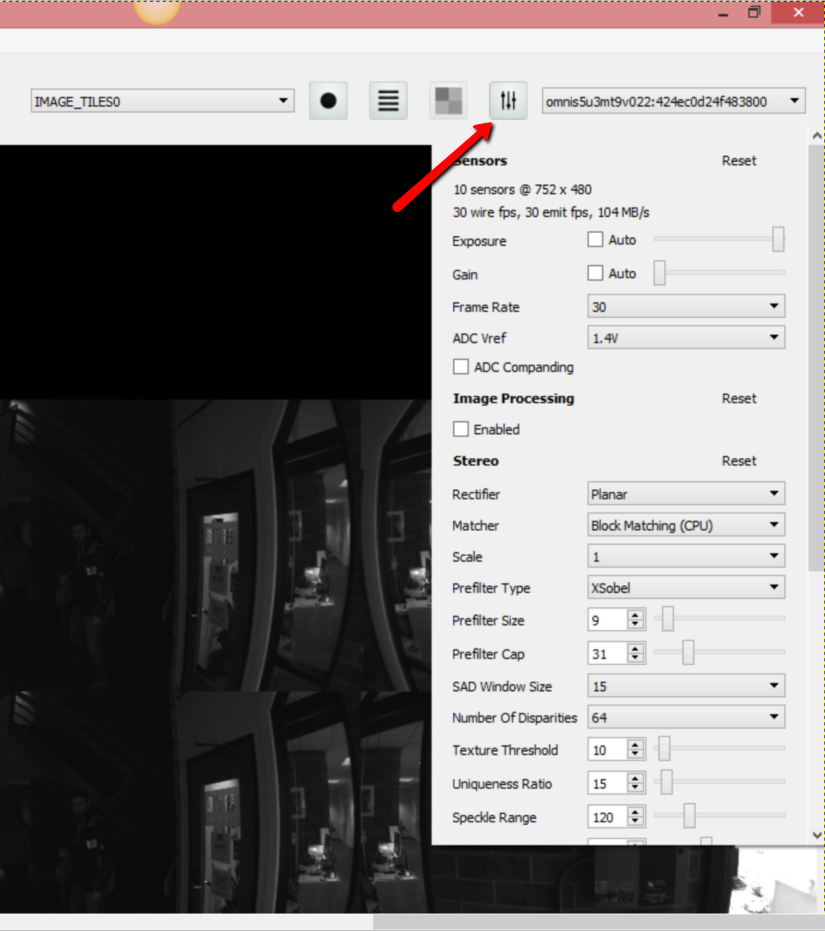 IMAGE_TILES0 omnis5u3mt9v022:424ec0d24f483800
Sensors Reset
10 sensors @ 752 x 480
30 wire fps, 30 emit fps, 104 MB/s
Exposure Auto
Gain Auto
Frame Rate 30
ADC Vref 1.4V
ADC Companding
Image Processing Reset
Enabled
Stereo Reset
Rectifier Planar
Matcher Block Matching (CPU)
Scale 1
Prefilter Type XSobel
Prefilter Size 9
Prefilter Cap 31
SAD Window Size 15
Number Of Disparities 64
Texture Threshold 10
Uniqueness Ratio 15
Speckle Range 120